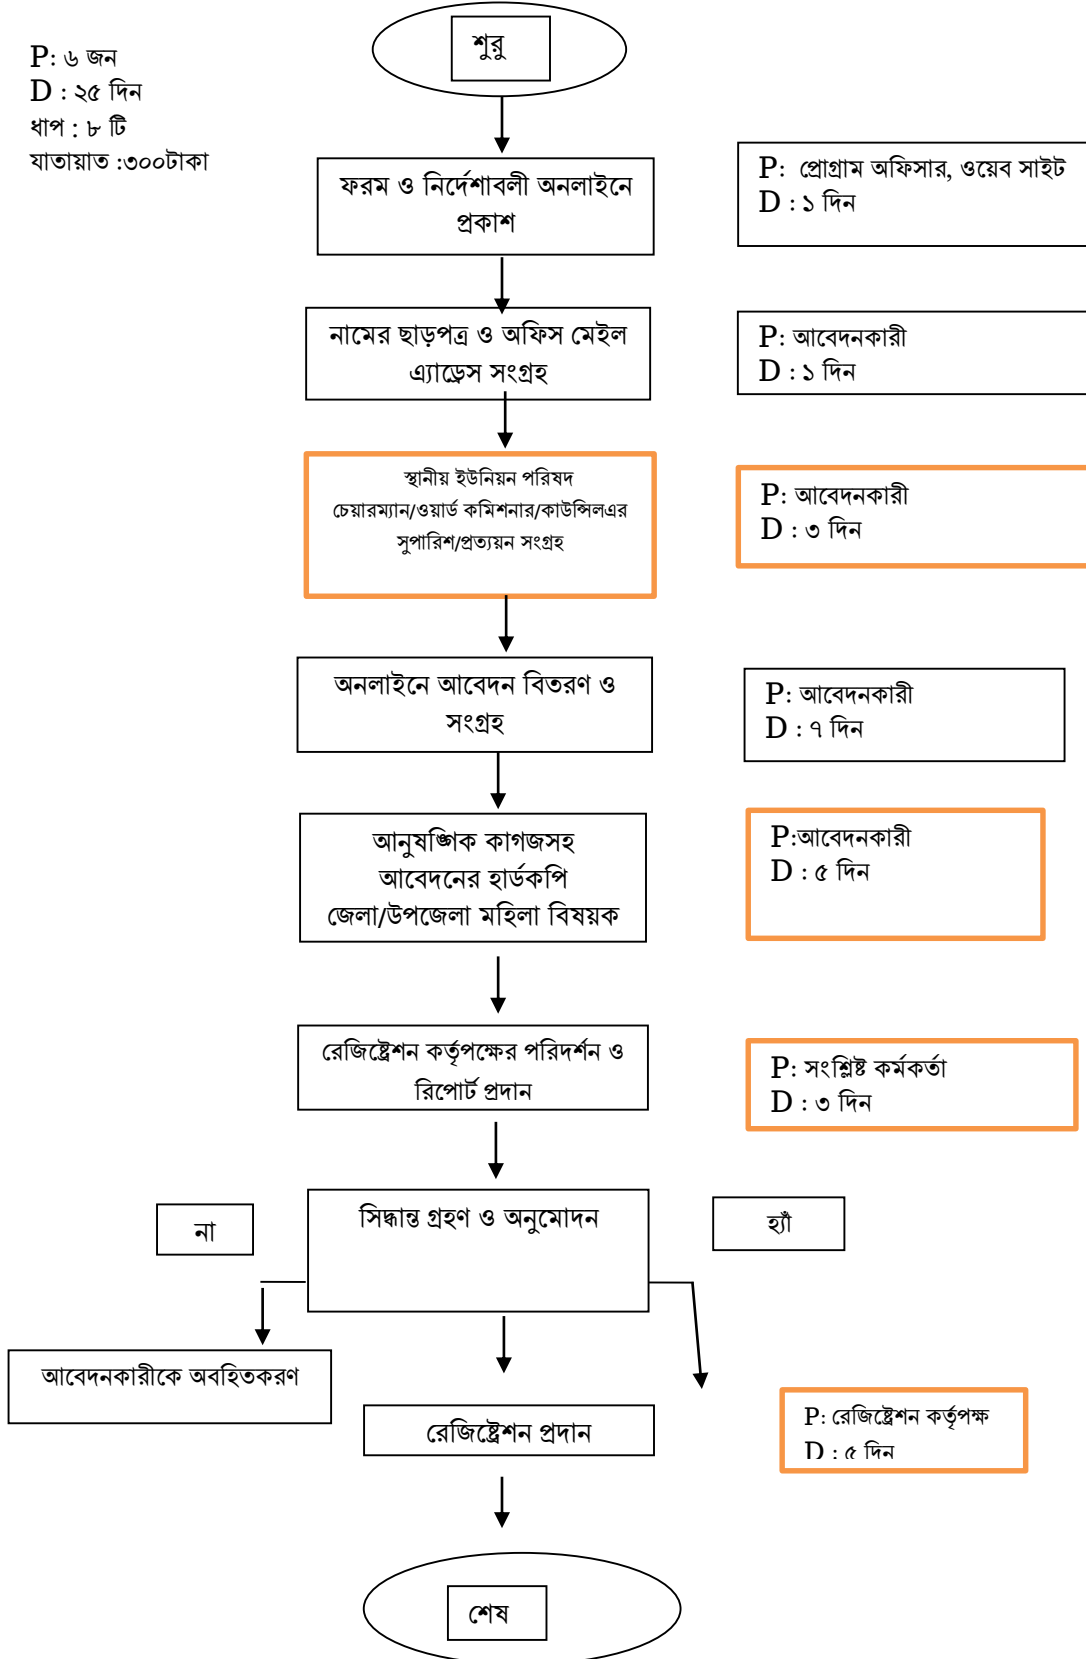 শুরু
P: ৬ জন
D : ২৫ দিন
ধাপ : ৮ টি
যাতায়াত :৩০০টাকা
ফরম ও নির্দেশাবলী অনলাইনে
প্রকাশ
P: প্রোগ্রাম অফিসার, ওয়েব সাইট
D : ১ দিন
নামের ছাড়পত্র ও অফিস মেইল
এ্যাড্রেস সংগ্রহ
P: আবেদনকারী
D : ১ দিন
স্থানীয় ইউনিয়ন পরিষদ
চেয়ারম্যান/ওয়ার্ড কমিশনার/কাউন্সিলএর
সুপারিশ/প্রত্যয়ন সংগ্রহ
P: আবেদনকারী
D : ৩ দিন
অনলাইনে আবেদন বিতরণ ও
সংগ্রহ
P: আবেদনকারী
D : ৭ দিন
আনুষঙ্গিক কাগজসহ
আবেদনের হার্ডকপি
জেলা/উপজেলা মহিলা বিষয়ক
P:আবেদনকারী
D : ৫ দিন
রেজিষ্ট্রেশন কর্তৃপক্ষের পরিদর্শন ও
রিপোর্ট প্রদান
P: সংশ্লিষ্ট কর্মকর্তা
D : ৩ দিন
না
সিদ্ধান্ত গ্রহণ ও অনুমোদন
হ্যাঁ
আবেদনকারীকে অবহিতকরণ
রেজিষ্ট্রেশন প্রদান
P: রেজিষ্ট্রেশন কর্তৃপক্ষ
D : ৫ দিন
শেষ